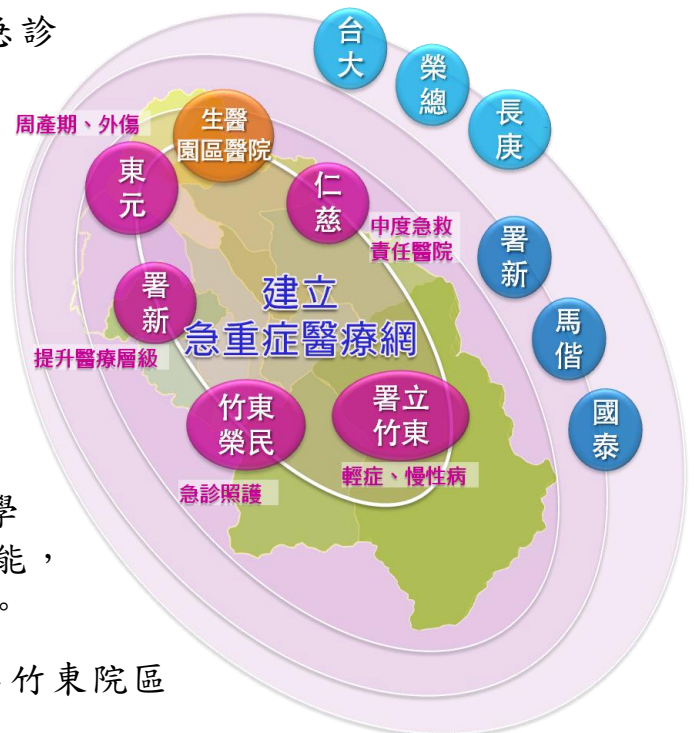 急診
台
大
榮
總
長
庚
周產期、外傷
生醫
園區醫院
東
元
仁
慈
中度急救
責任醫院
署
新
署
新
建立
急重症醫療網
馬
偕
提升醫療層級
竹東
榮民
署立
竹東
國
泰
急診照護
輕症、慢性病
學
能，
。
竹東院區